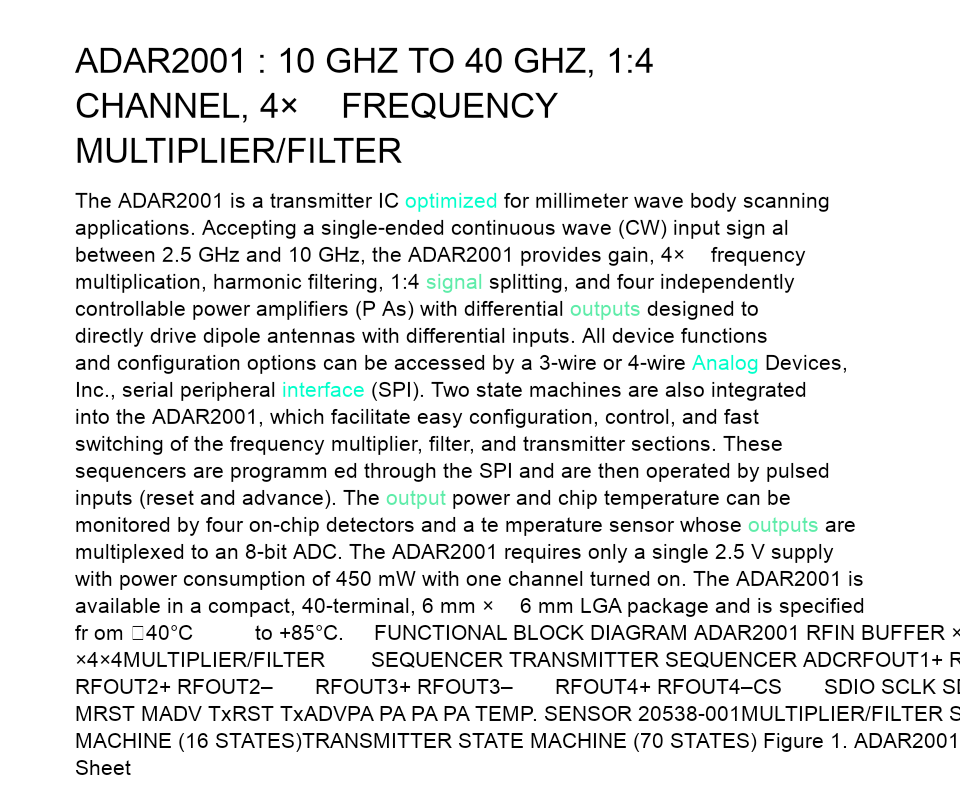 ADAR2001 : 10 GHZ TO 40 GHZ, 1:4
CHANNEL, 4× FREQUENCY
MULTIPLIER/FILTER
The ADAR2001 is a transmitter IC optimized for millimeter wave body scanning
applications. Accepting a single-ended continuous wave (CW) input sign al
between 2.5 GHz and 10 GHz, the ADAR2001 provides gain, 4× frequency
multiplication, harmonic filtering, 1:4 signal splitting, and four independently
controllable power amplifiers (P As) with differential outputs designed to
directly drive dipole antennas with differential inputs. All device functions
and configuration options can be accessed by a 3-wire or 4-wire Analog Devices,
Inc., serial peripheral interface (SPI). Two state machines are also integrated
into the ADAR2001, which facilitate easy configuration, control, and fast
switching of the frequency multiplier, filter, and transmitter sections. These
sequencers are programm ed through the SPI and are then operated by pulsed
inputs (reset and advance). The output power and chip temperature can be
monitored by four on-chip detectors and a te mperature sensor whose outputs are
multiplexed to an 8-bit ADC. The ADAR2001 requires only a single 2.5 V supply
with power consumption of 450 mW with one channel turned on. The ADAR2001 is
available in a compact, 40-terminal, 6 mm × 6 mm LGA package and is specified
fr om 40°C to +85°C. FUNCTIONAL BLOCK DIAGRAM ADAR2001 RFIN BUFFER ×
×4×4MULTIPLIER/FILTER SEQUENCER TRANSMITTER SEQUENCER ADCRFOUT1+
RFOUT2+ RFOUT2– RFOUT3+ RFOUT3– RFOUT4+ RFOUT4–CS SDIO SCLK
MRST MADV TxRST TxADVPA PA PA PA TEMP. SENSOR 20538-001MULTIPLIER/FILTER
MACHINE (16 STATES)TRANSMITTER STATE MACHINE (70 STATES) Figure 1. ADAR2001
Sheet